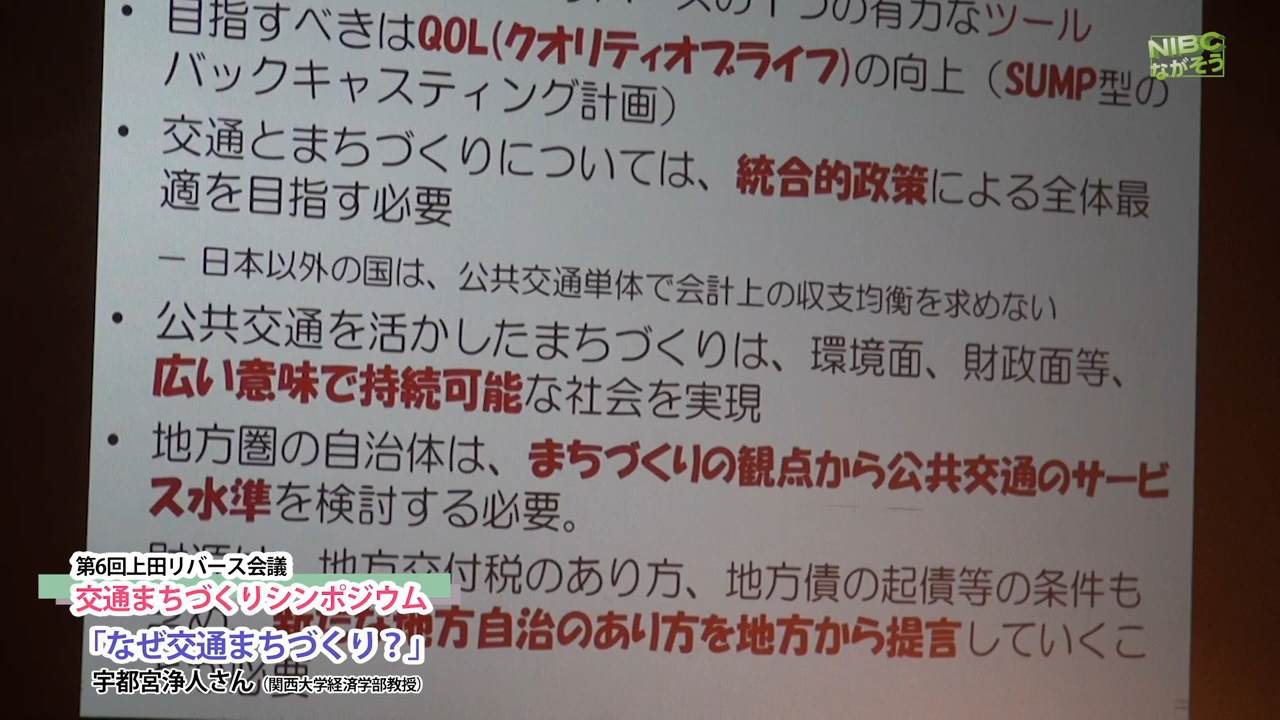 の1つの有力なツール
• 目指すべきはQOL(クオリティオブライフ)の向上（SUMP型の
バックキャスティング計画）
• 交通とまちづくりについては、統合的政策による全体最
適を目指す必要
− 日本以外の国は、公共交通単体で会計上の収支均衡を求めない
• 公共交通を活かしたまちづくりは、環境面、財政面等、
広い意味で持続可能な社会を実現
• 地方圏の自治体は、まちづくりの観点から公共交通のサービ
ス水準を検討する必要。
地方交付税のあり方、地方債の起債等の条件も
地方自治のあり方を地方から提言していくこ
必要
NIBC
ながそう
第6回上田リバース会議
交通まちづくりシンポジウム
「なぜ交通まちづくり？」
宇都宮浄人さん（関西大学経済学部教授）